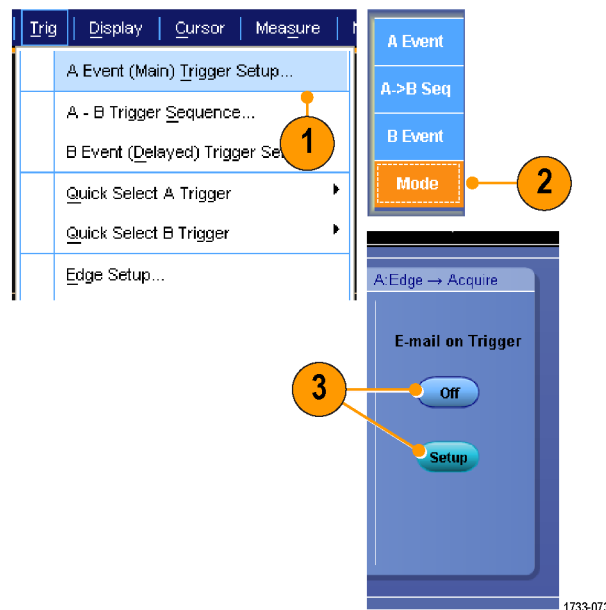 Trig Display Cursor Measure
A Event (Main) Trigger Setup...
A - B Trigger Sequence...
B Event (Delayed) Trigger
Quick Select A Trigger
Quick Select B Trigger
Edge Setup...
1
A Event
A->B Seq
B Event
Mode
2
A:Edge → Acquire
E-mail on Trigger
Off
Setup
3